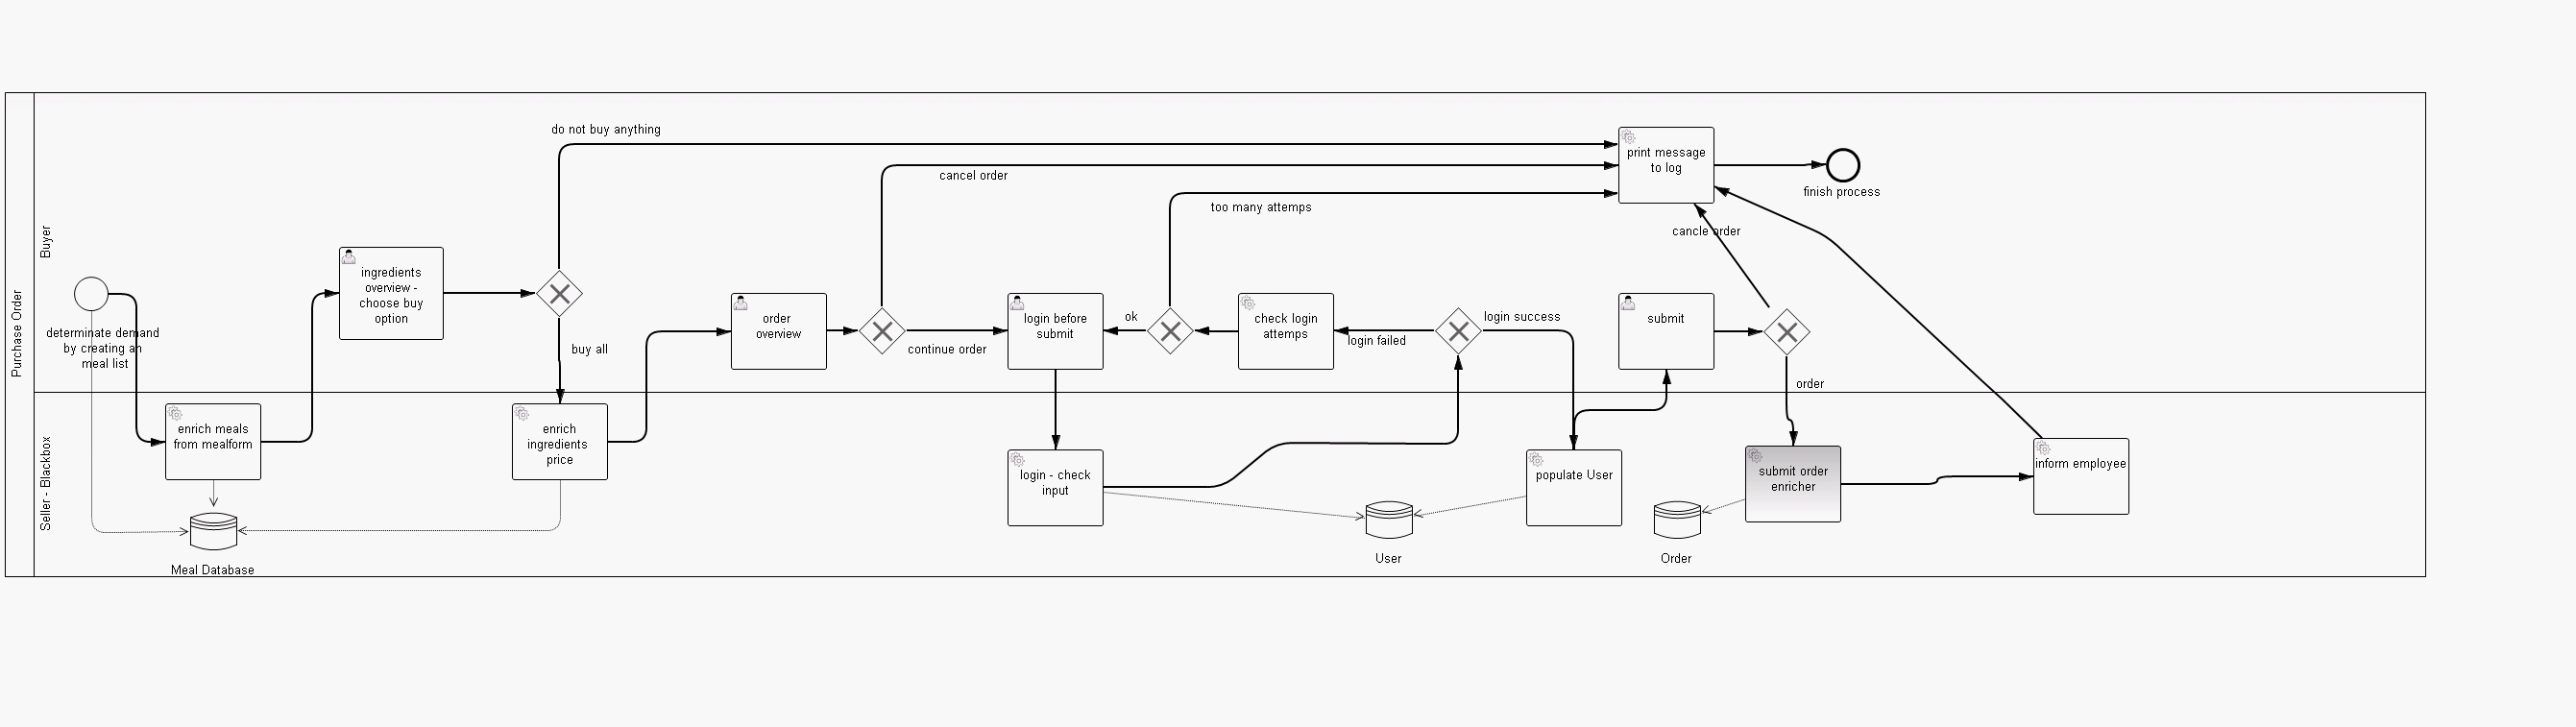 Purchase Order
Buyer
Seller - Blackbox
determinate demand
by creating an
meal list
enrich meals
from mealform
Meal Database
ingredients
overview -
choose buy
option
do not buy anything
buy all
enrich
ingredients
price
order
overview
cancel order
continue order
login before
submit
login - check
input
ok
too many attemps
check login
attemps
login failed
login success
User
populate User
submit
print message
to log
finish process
cancle order
order
Order
submit order
enricher
inform employee